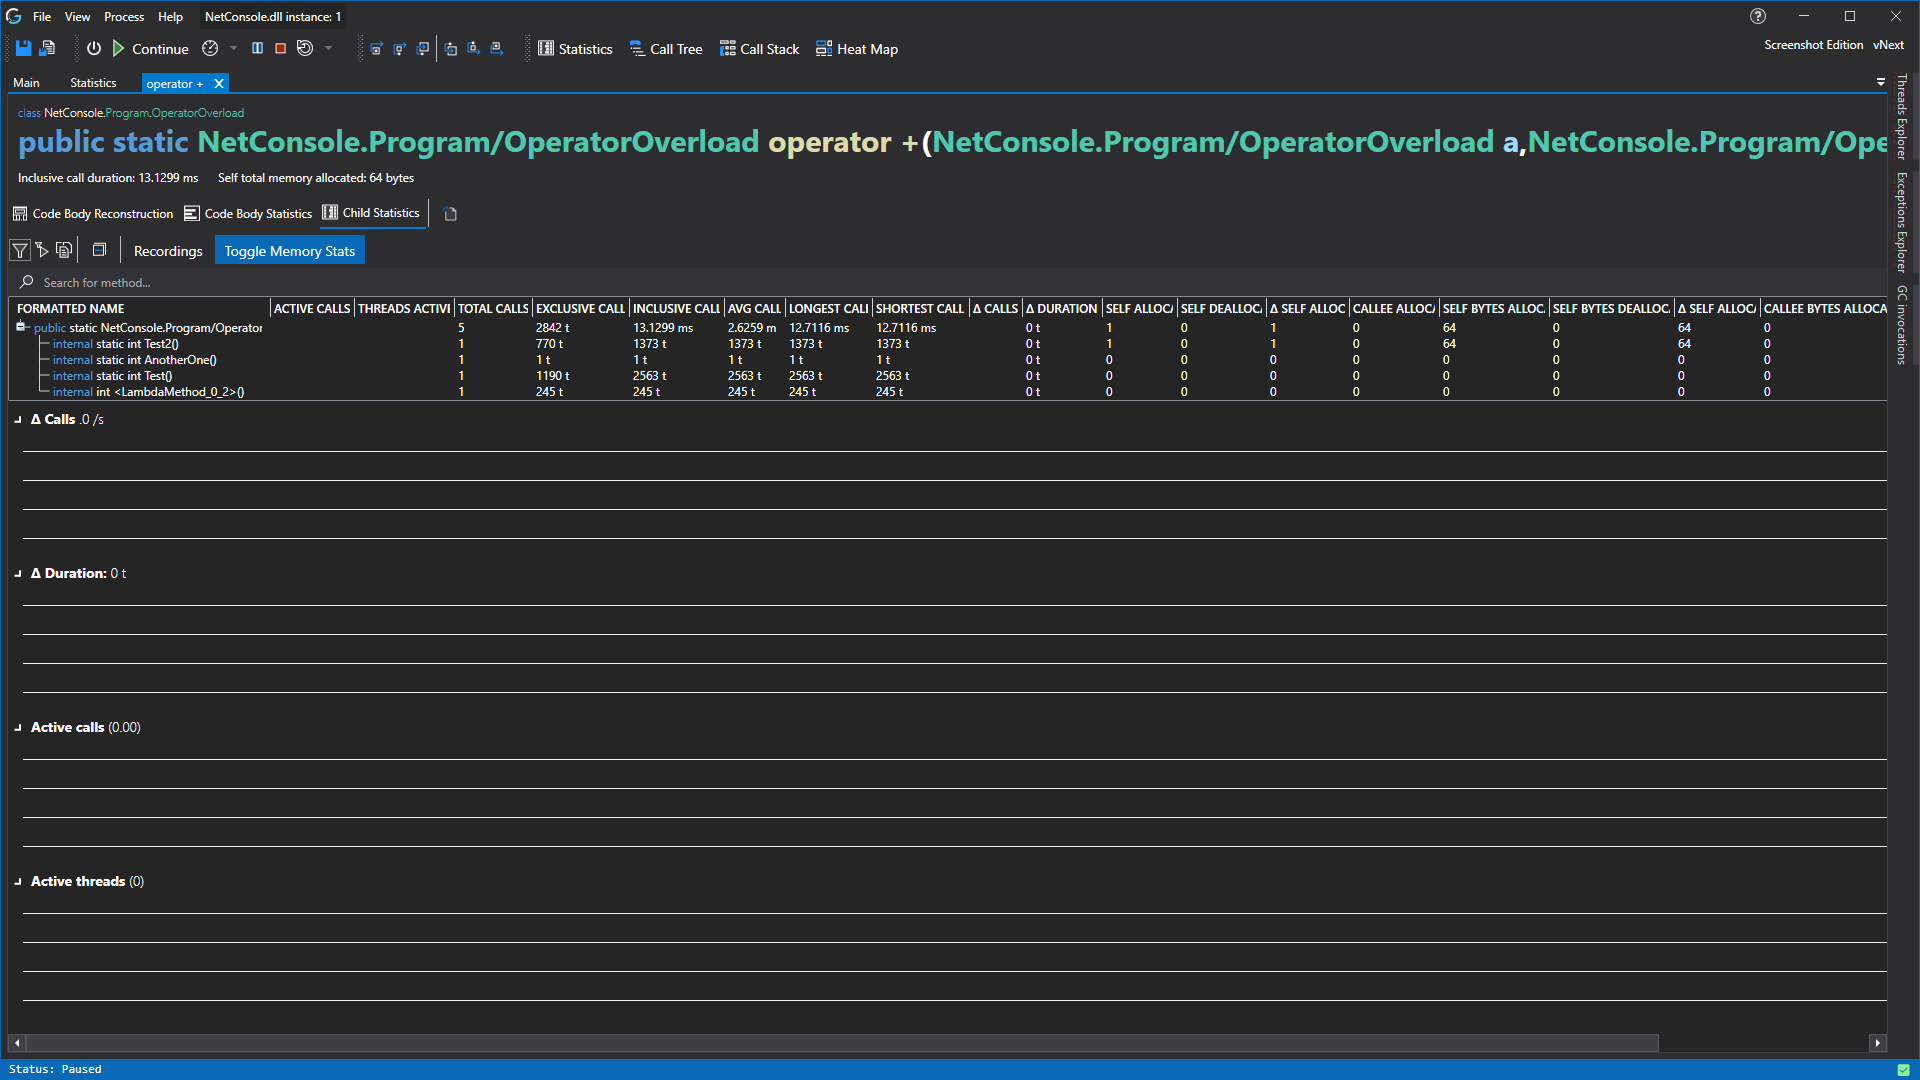 File View Process Help NetConsole.dll instance: 1
Continue Statistics Call Tree Call Stack Heat Map Screenshot Edition vNext
Main Statistics operator +
class NetConsole.Program.OperatorOverload
public static NetConsole.Program/OperatorOverload operator +(NetConsole.Program/OperatorOverload a,NetConsole.Program/Ope
Inclusive call duration: 13.1299 ms Self total memory allocated: 64 bytes
Code Body Reconstruction Code Body Statistics Child Statistics
Recordings Toggle Memory Stats
Search for method...
FORMATTED NAME ACTIVE CALLS THREADS ACTIVI TOTAL CALLS EXCLUSIVE CALL INCLUSIVE CALL AVG CALL LONGEST CALI SHORTEST CALL Δ CALLS Δ DURATION SELF ALLOC SELF DEALLOC Δ SELF ALLOC CALLEE ALLOC SELF BYTES ALLOC SELF BYTES DEALLOC Δ SELF ALLOC CALLEE BYTES ALLOCA
public static NetConsole.Program/Operator 5 2842 t 13.1299 ms 2.6259 m 12.7116 ms 12.7116 ms 0 t 1 0 1 0 64 0 64 0
internal static int Test2() 1 770 t 1373 t 1373 t 1373 t 1373 t 0 t 1 0 1 0 64 0 64 0
internal static int AnotherOne() 1 1 t 1 t 1 t 1 t 1 t 0 t 0 0 0 0 0 0 0 0
internal static int Test() 1 1190 t 2563 t 2563 t 2563 t 2563 t 0 t 0 0 0 0 0 0 0 0
internal int <LambdaMethod_0_2>() 1 245 t 245 t 245 t 245 t 245 t 0 t 0 0 0 0 0 0 0 0
Δ Calls .0 /s
Δ Duration: 0 t
Active calls (0.00)
Active threads (0)
Threads Explorer
Exceptions Explorer
GC invocations
Status: Paused